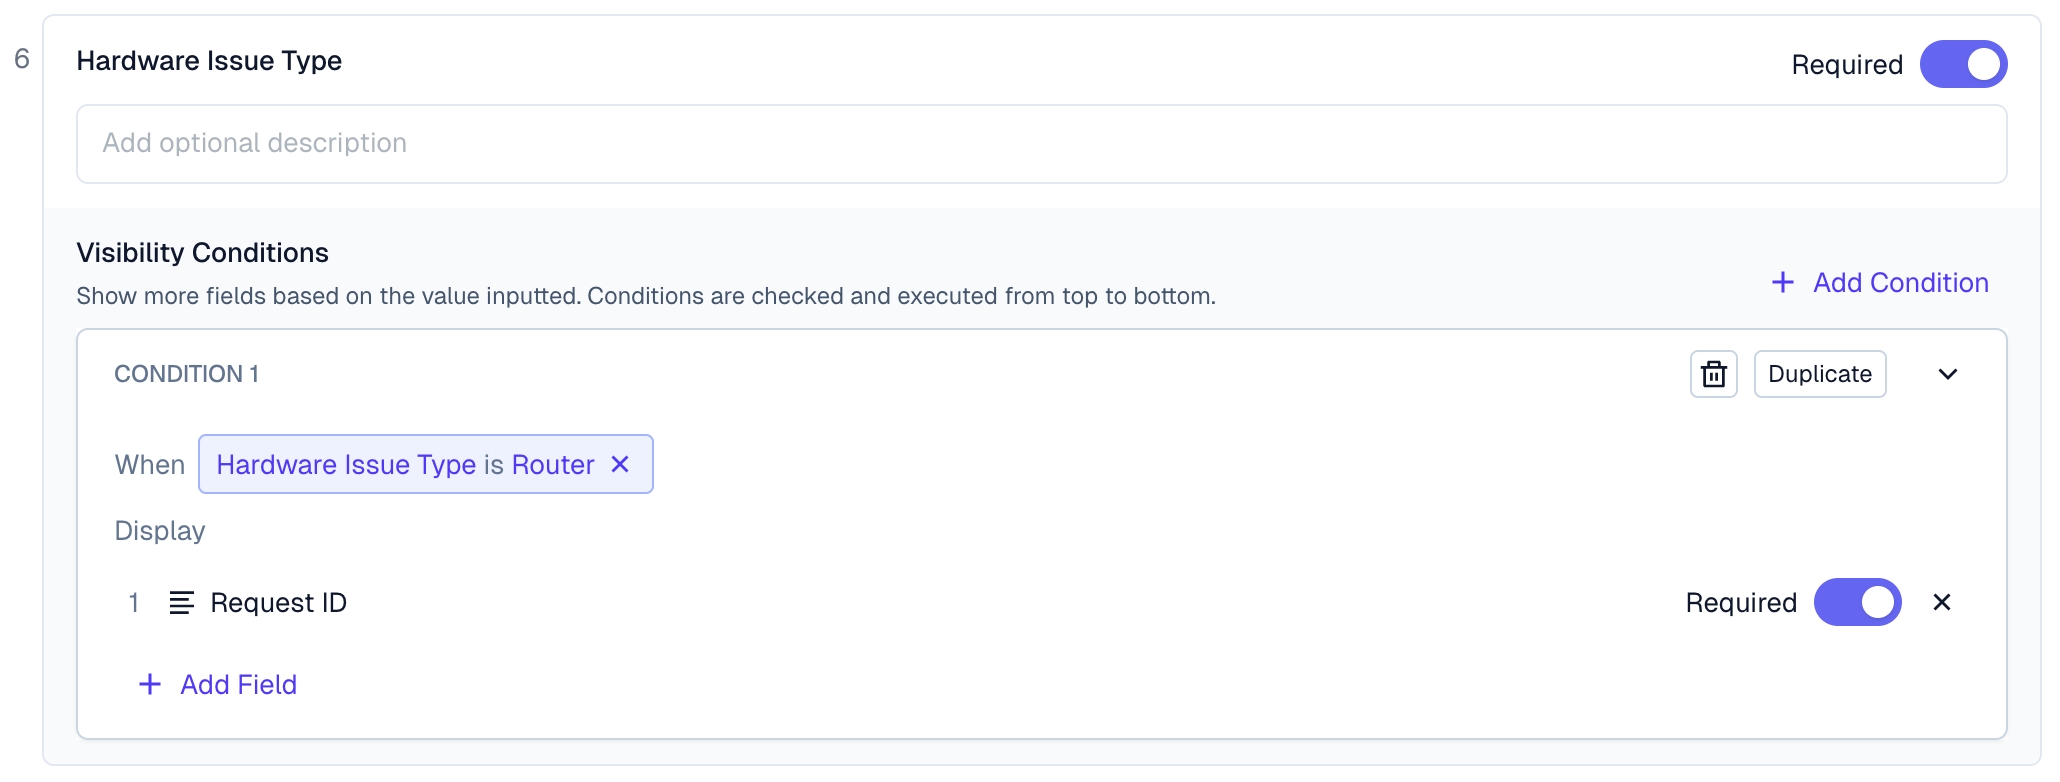 6
Hardware Issue Type
Required
Add optional description
Visibility Conditions
Show more fields based on the value inputted. Conditions are checked and executed from top to bottom.
+ Add Condition
CONDITION 1
Duplicate
When Hardware Issue Type is Router ×
Display
1 Request ID
Required ×
+ Add Field